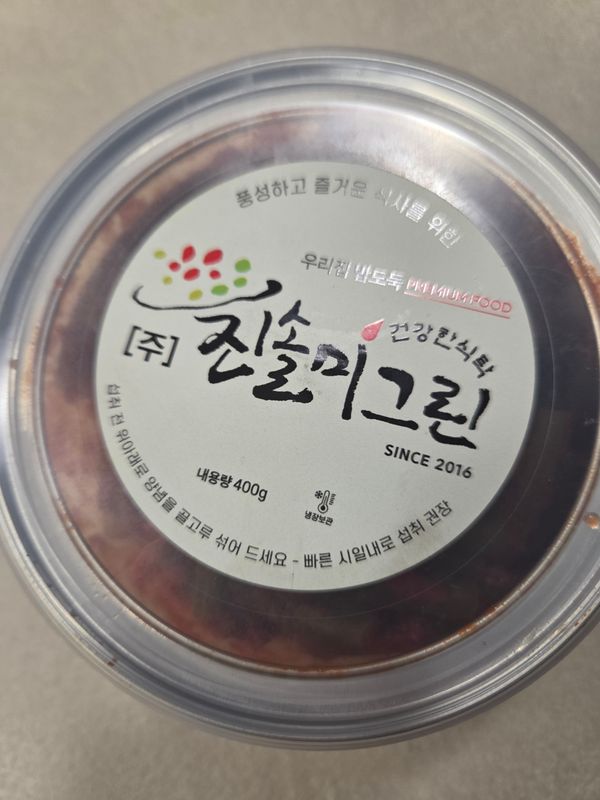 풍성하고 즐거운 식사를 위한
우리집 밥도둑 PREMIUM FOOD
건강한식탁
[주] 진솔미그린
SINCE 2016
내용량 400g
냉장보관
섭취 전 위아래로 양념을 골고루 섞어 드세요 - 빠른 시일내로 섭취 권장